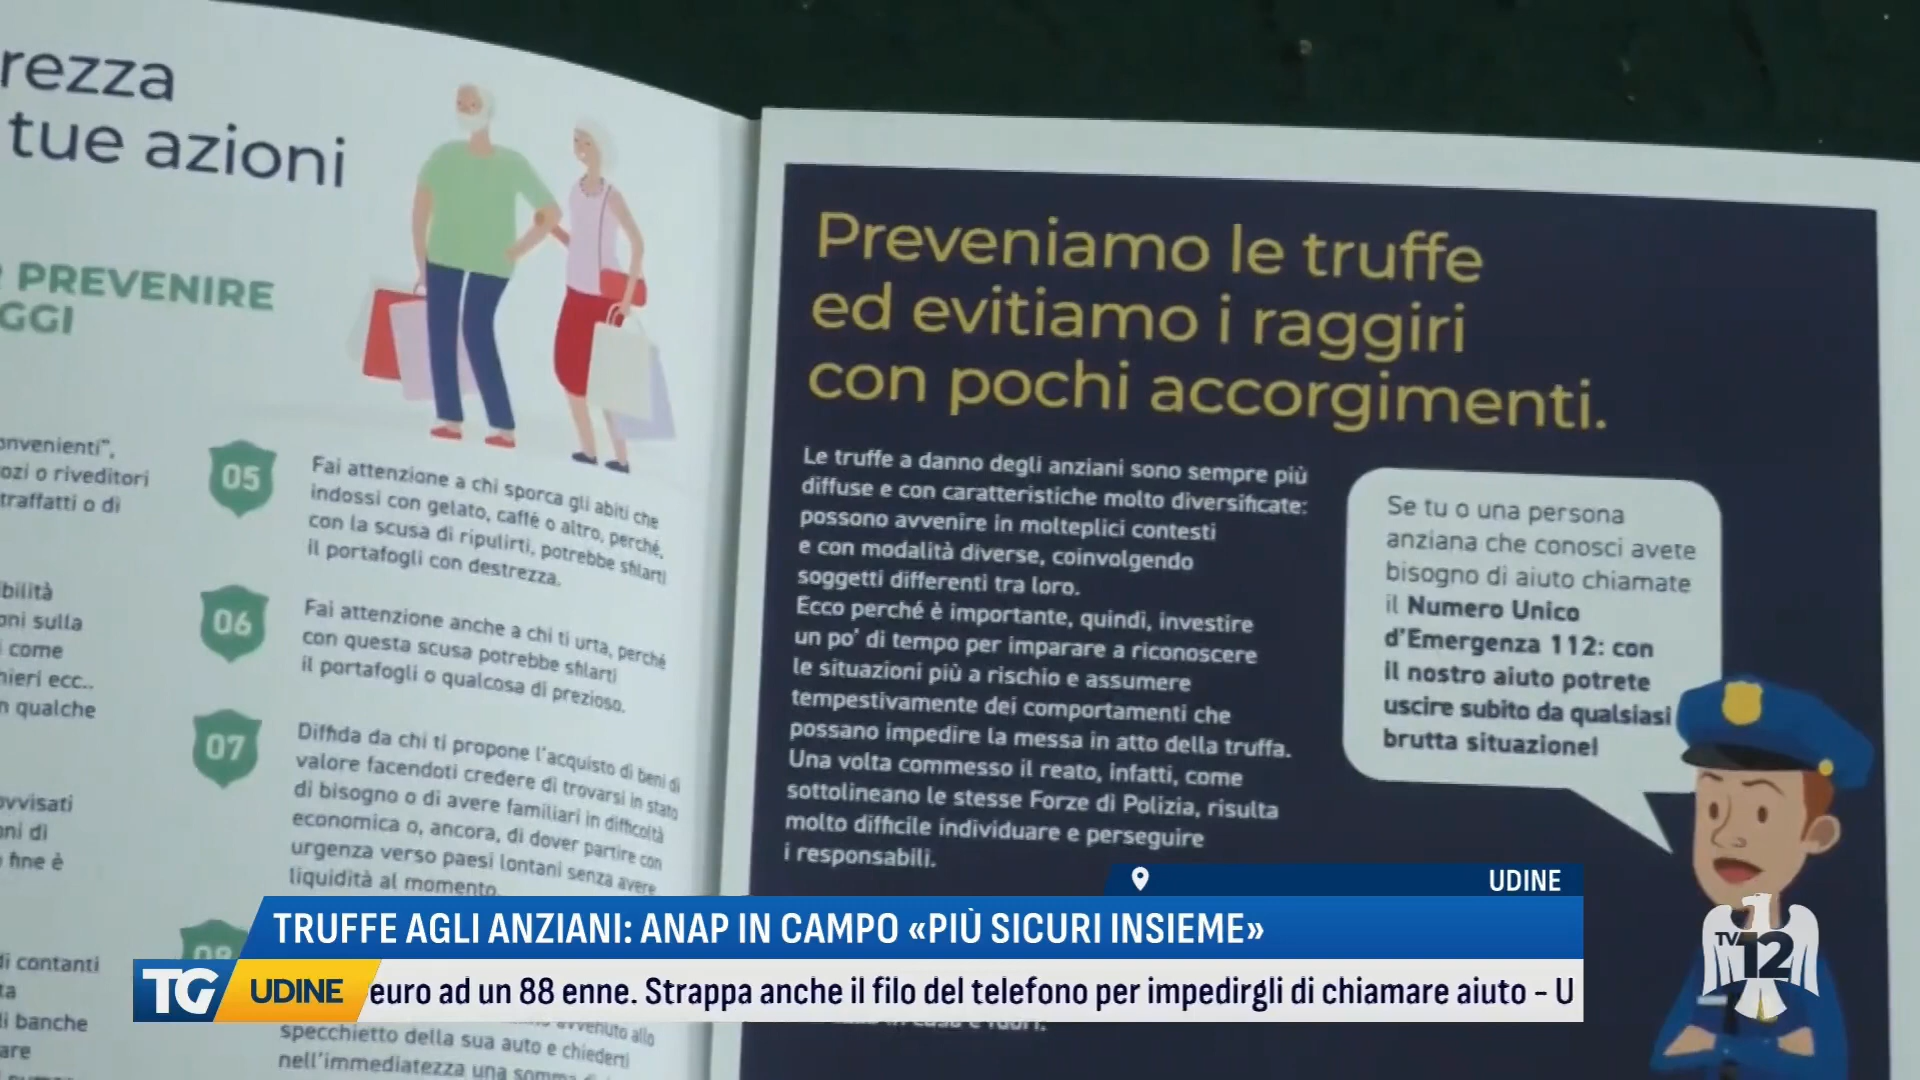 rezza
tue azioni
PREVENIRE
GGI
onvenienti",
ozi o riveditori
traffatti o di
bilità
oni sulla
come
nieri ecc..
n qualche
ovvisati
oni di
fine è
di contanti
ta
li banche
are
05
Fai attenzione a chi sporca gli abiti che
indossi con gelato, caffé o altro, perché,
con la scusa di ripulirti, potrebbe sfilarti
il portafogli con destrezza.
06
Fai attenzione anche a chi ti urta, perché
con questa scusa potrebbe sfilarti
il portafogli o qualcosa di prezioso.
07
Diffida da chi ti propone l'acquisto di beni di
valore facendoti credere di trovarsi in stato
di bisogno o di avere familiari in difficoltà
economica o, ancora, di dover partire con
urgenza verso paesi lontani senza avere
liquidità al momento.
08
avvenuto allo
specchietto della sua auto e chiederti
nell'immediatezza una somma
Preveniamo le truffe
ed evitiamo i raggiri
con pochi accorgimenti.
Le truffe a danno degli anziani sono sempre più
diffuse e con caratteristiche molto diversificate:
possono avvenire in molteplici contesti
e con modalità diverse, coinvolgendo
soggetti differenti tra loro.
Ecco perché è importante, quindi, investire
un po' di tempo per imparare a riconoscere
le situazioni più a rischio e assumere
tempestivamente dei comportamenti che
possano impedire la messa in atto della truffa.
Una volta commesso il reato, infatti, come
sottolineano le stesse Forze di Polizia, risulta
molto difficile individuare e perseguire
i responsabili.
Se tu o una persona
anziana che conosci avete
bisogno di aiuto chiamate
il Numero Unico
d'Emergenza 112: con
il nostro aiuto potrete
uscire subito da qualsiasi
brutta situazione!
UDINE
TRUFFE AGLI ANZIANI: ANAP IN CAMPO «PIÙ SICURI INSIEME»
TG UDINE
euro ad un 88 enne. Strappa anche il filo del telefono per impedirgli di chiamare aiuto - U
TV 12